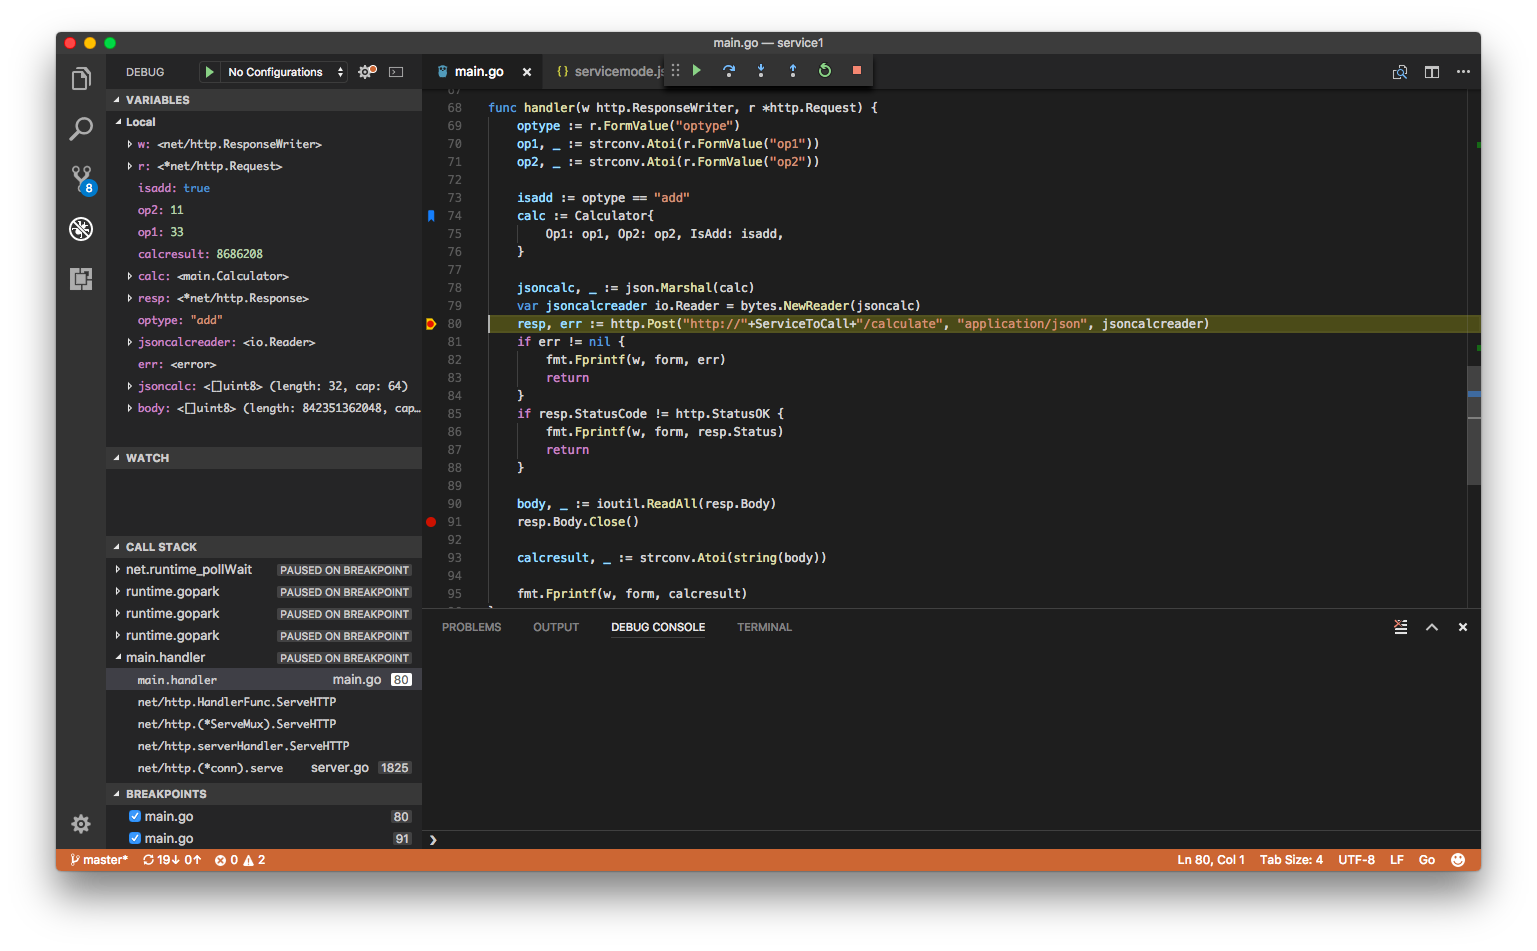 main.go — service1
DEBUG
No Configurations
main.go
servicemode.js
VARIABLES
Local
w: <net/http.ResponseWriter>
r: <*net/http.Request>
isadd: true
op2: 11
op1: 33
calcresult: 8686208
calc: <main.Calculator>
resp: <*net/http.Response>
optype: "add"
jsoncalcreader: <io.Reader>
err: <error>
jsoncalc: <[]uint8> (length: 32, cap: 64)
body: <[]uint8> (length: 842351362048, cap…
WATCH
CALL STACK
net.runtime_pollWait PAUSED ON BREAKPOINT
runtime.gopark PAUSED ON BREAKPOINT
runtime.gopark PAUSED ON BREAKPOINT
runtime.gopark PAUSED ON BREAKPOINT
main.handler PAUSED ON BREAKPOINT
main.handler main.go 80
net/http.HandlerFunc.ServeHTTP
net/http.(*ServeMux).ServeHTTP
net/http.serverHandler.ServeHTTP
net/http.(*conn).serve server.go 1825
BREAKPOINTS
main.go 80
main.go 91
67
68 func handler(w http.ResponseWriter, r *http.Request) {
69 optype := r.FormValue("optype")
70 op1, _ := strconv.Atoi(r.FormValue("op1"))
71 op2, _ := strconv.Atoi(r.FormValue("op2"))
72
73 isadd := optype == "add"
74 calc := Calculator{
75 Op1: op1, Op2: op2, IsAdd: isadd,
76 }
77
78 jsoncalc, _ := json.Marshal(calc)
79 var jsoncalcreader io.Reader = bytes.NewReader(jsoncalc)
80 resp, err := http.Post("http://"+ServiceToCall+"/calculate", "application/json", jsoncalcreader)
81 if err != nil {
82 fmt.Fprintf(w, form, err)
83 return
84 }
85 if resp.StatusCode != http.StatusOK {
86 fmt.Fprintf(w, form, resp.Status)
87 return
88 }
89
90 body, _ := ioutil.ReadAll(resp.Body)
91 resp.Body.Close()
92
93 calcresult, _ := strconv.Atoi(string(body))
94
95 fmt.Fprintf(w, form, calcresult)
PROBLEMS OUTPUT DEBUG CONSOLE TERMINAL
8
master* 19↓ 0↑ 0 2
Ln 80, Col 1 Tab Size: 4 UTF-8 LF Go